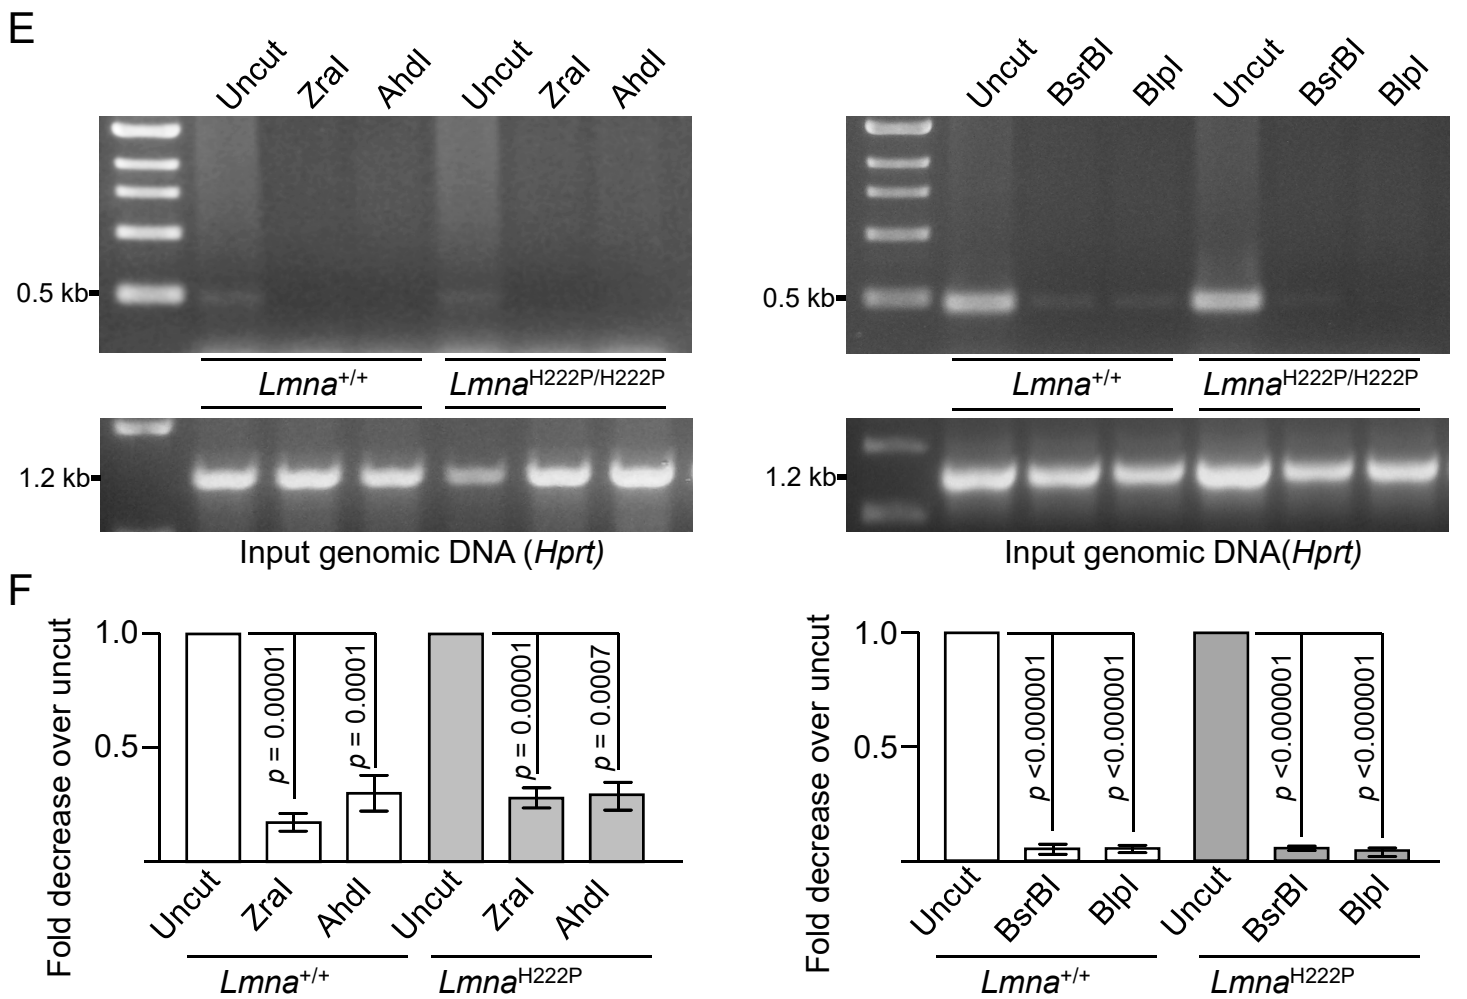 E
Uncut ZraI AhdI Uncut ZraI AhdI
Uncut BsrBI BlpI Uncut BsrBI BlpI
0.5 kb
0.5 kb
Lmna+/+ LmnaH222P/H222P
Lmna+/+ LmnaH222P/H222P
1.2 kb
1.2 kb
Input genomic DNA (Hprt)
Input genomic DNA(Hprt)
F
Fold decrease over uncut
1.0
0.5
p = 0.00001
p = 0.0001
p = 0.00001
p = 0.0007
Uncut ZraI AhdI Uncut ZraI AhdI
Lmna+/+ LmnaH222P
Fold decrease over uncut
1.0
0.5
p <0.000001
p <0.000001
p <0.000001
p <0.000001
Uncut BsrBI BlpI Uncut BsrBI BlpI
Lmna+/+ LmnaH222P